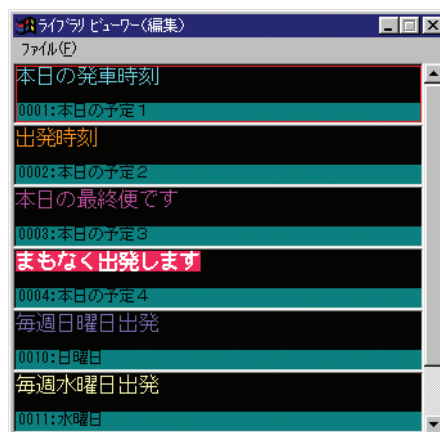 ライブラリ ビューワー(編集)
ファイル(F)
本日の発車時刻
0001:本日の予定1
出発時刻
0002:本日の予定2
本日の最終便です
0003:本日の予定3
まもなく出発します
0004:本日の予定4
毎週日曜日出発
0010:日曜日
毎週水曜日出発
0011:水曜日